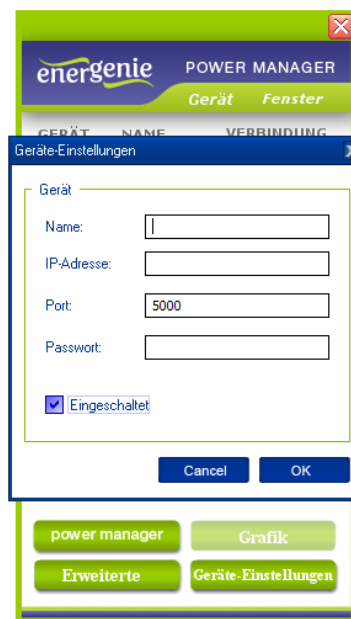 energenie POWER MANAGER
Gerät Fenster
GERÄT NAME VERBINDUNG
Geräte-Einstellungen
Gerät
Name:
IP-Adresse:
Port: 5000
Passwort:
Eingeschaltet
Cancel OK
power manager Grafik
Erweiterte Geräte-Einstellungen